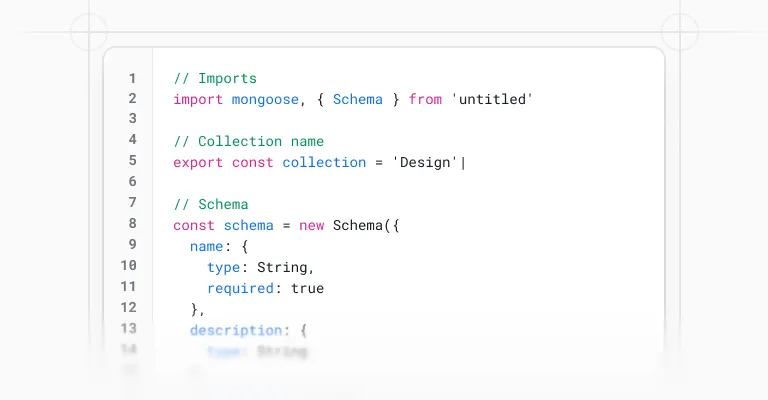 1 // Imports
2 import mongoose, { Schema } from 'untitled'
3
4 // Collection name
5 export const collection = 'Design'|
6
7 // Schema
8 const schema = new Schema({
9 name: {
10 type: String,
11 required: true
12 },
13 description: {
14 type: String